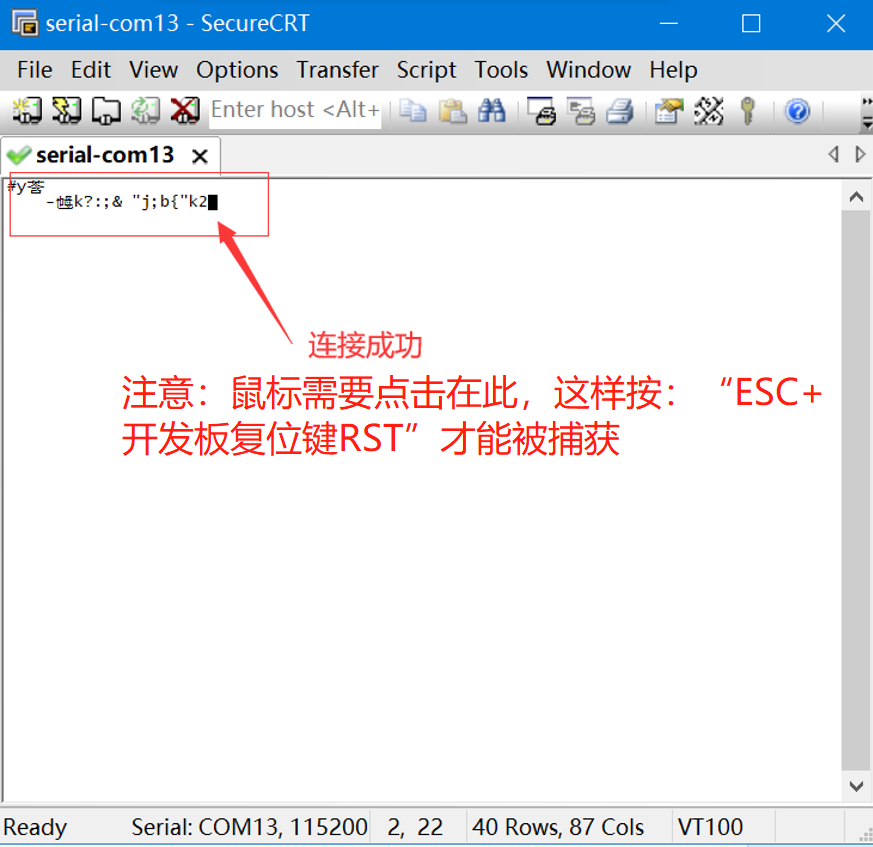 serial-com13 - SecureCRT
File Edit View Options Transfer Script Tools Window Help
Enter host <Alt+
serial-com13
#y荅
k?:;& "j;b{"k2
连接成功
注意：鼠标需要点击在此，这样按：“ESC+
开发板复位键RST”才能被捕获
Ready Serial: COM13, 115200 2, 22 40 Rows, 87 Cols VT100